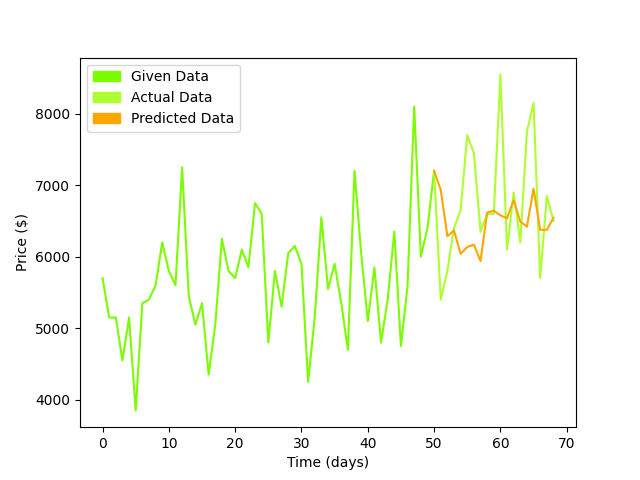 Given Data
Actual Data
Predicted Data
8000
7000
6000
5000
4000
Price ($)
0 10 20 30 40 50 60 70
Time (days)